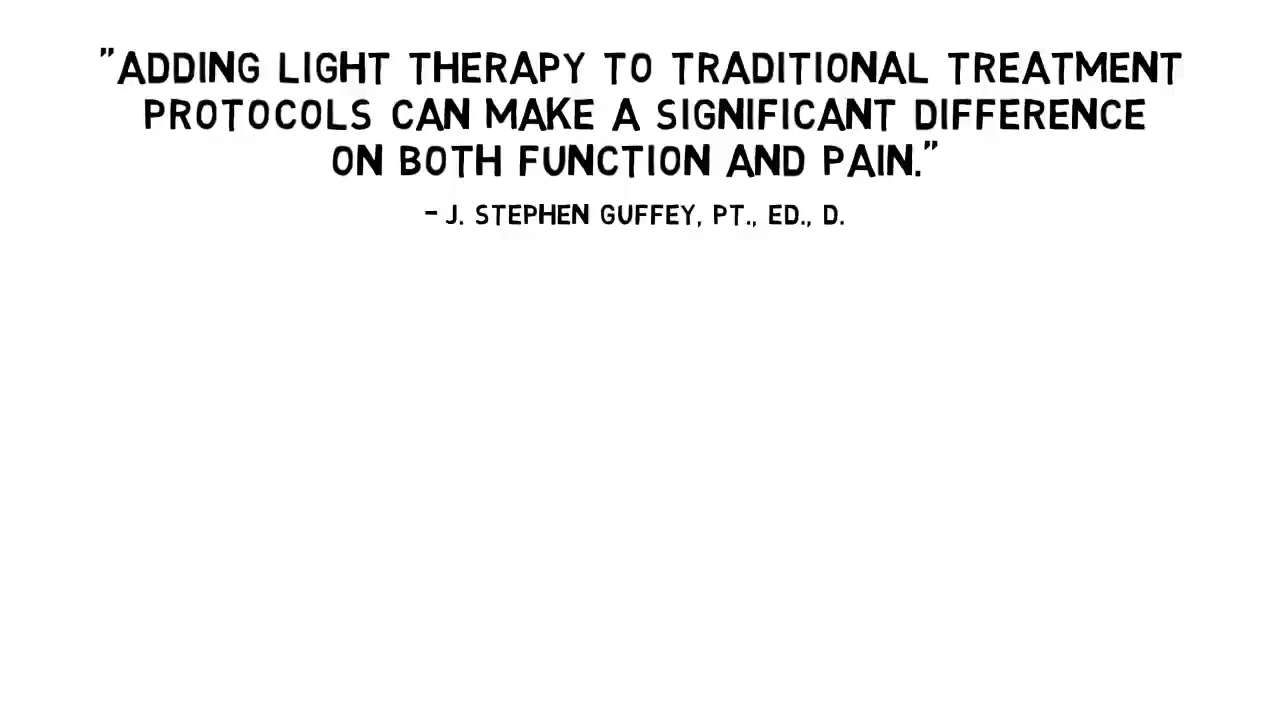 "ADDING LIGHT THERAPY TO TRADITIONAL TREATMENT
PROTOCOLS CAN MAKE A SIGNIFICANT DIFFERENCE
ON BOTH FUNCTION AND PAIN."
- J. STEPHEN GUFFEY, PT., ED., D.